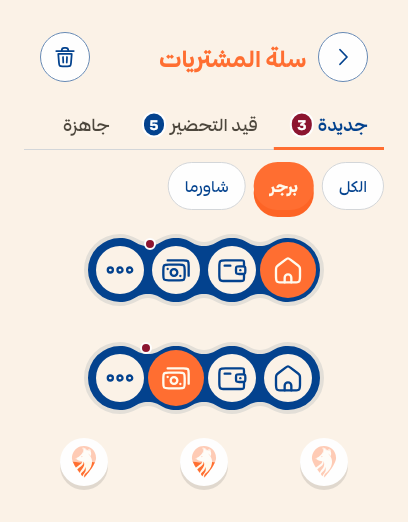 سلة المشتريات
جديدة 3 قيد التحضير 5 جاهزة
الكل برجر شاورما